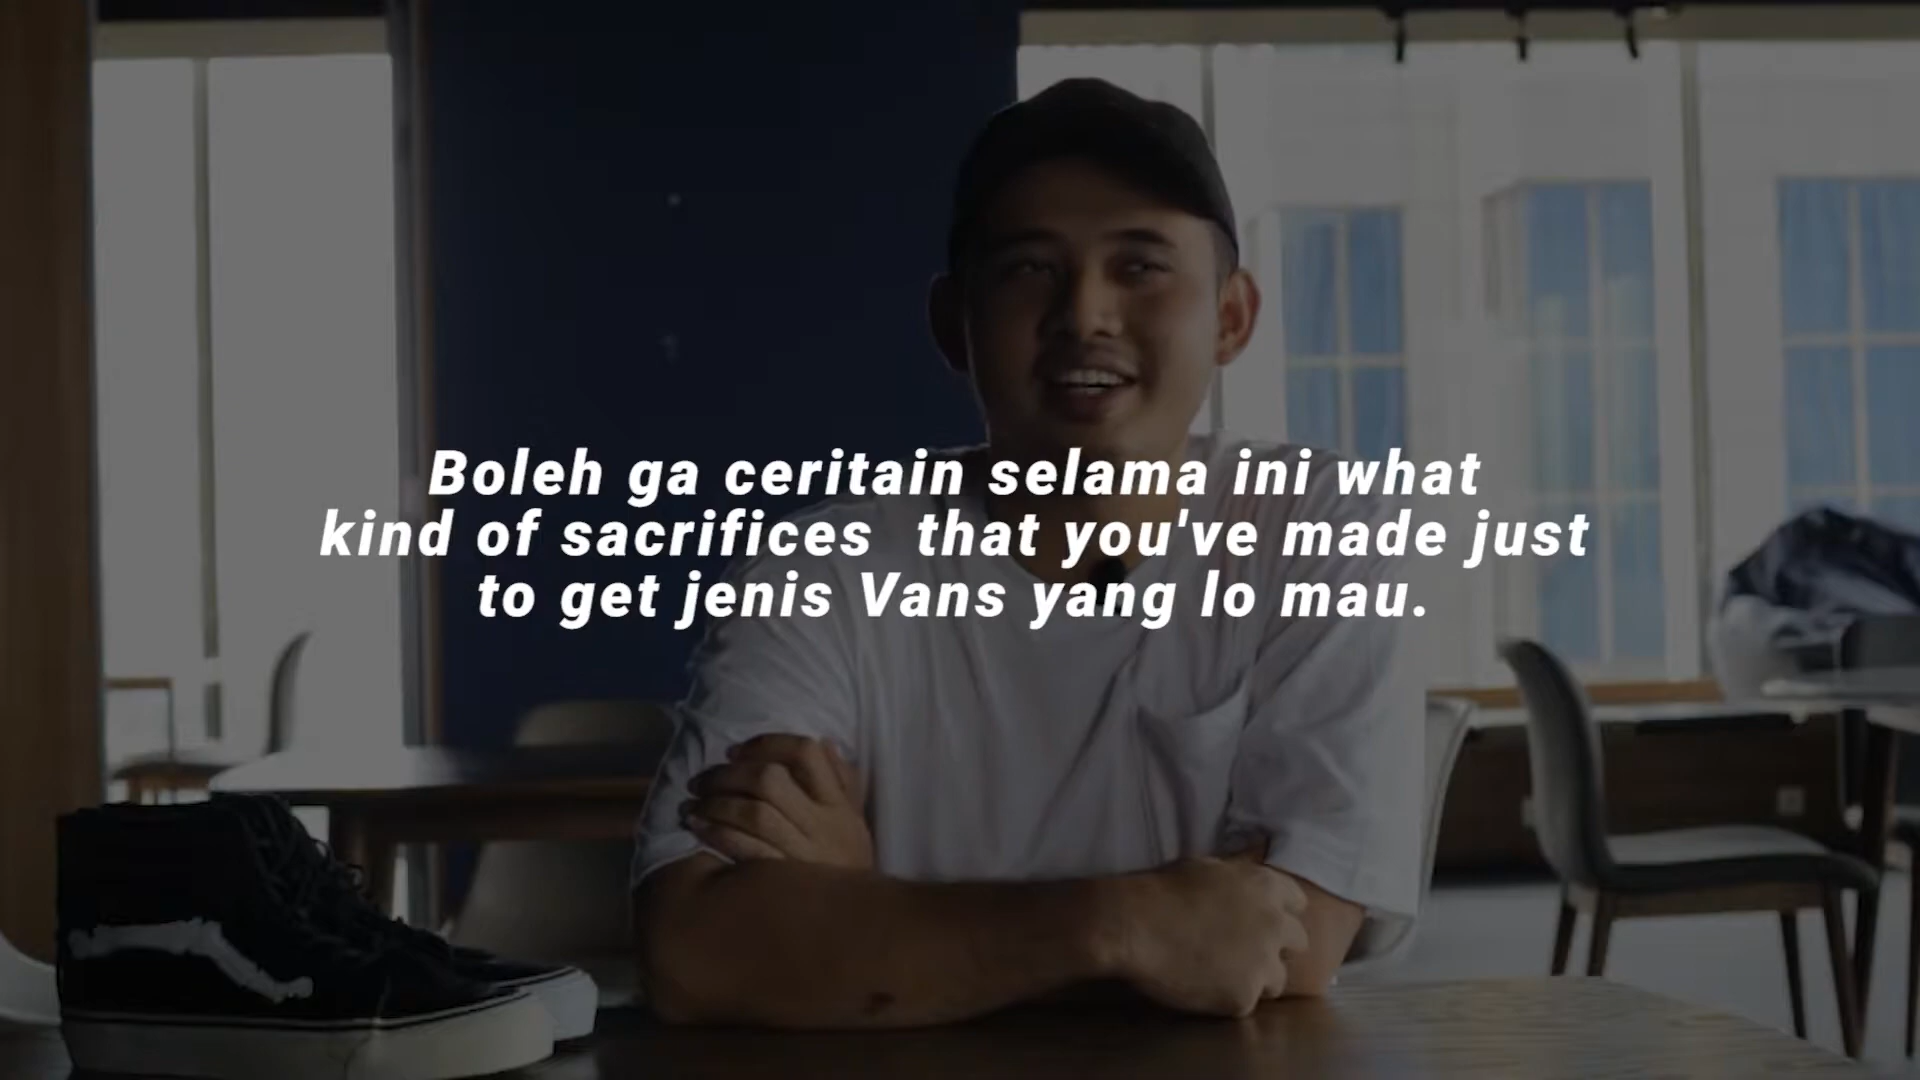 Boleh ga ceritain selama ini what
kind of sacrifices  that you've made just
to get jenis Vans yang lo mau.